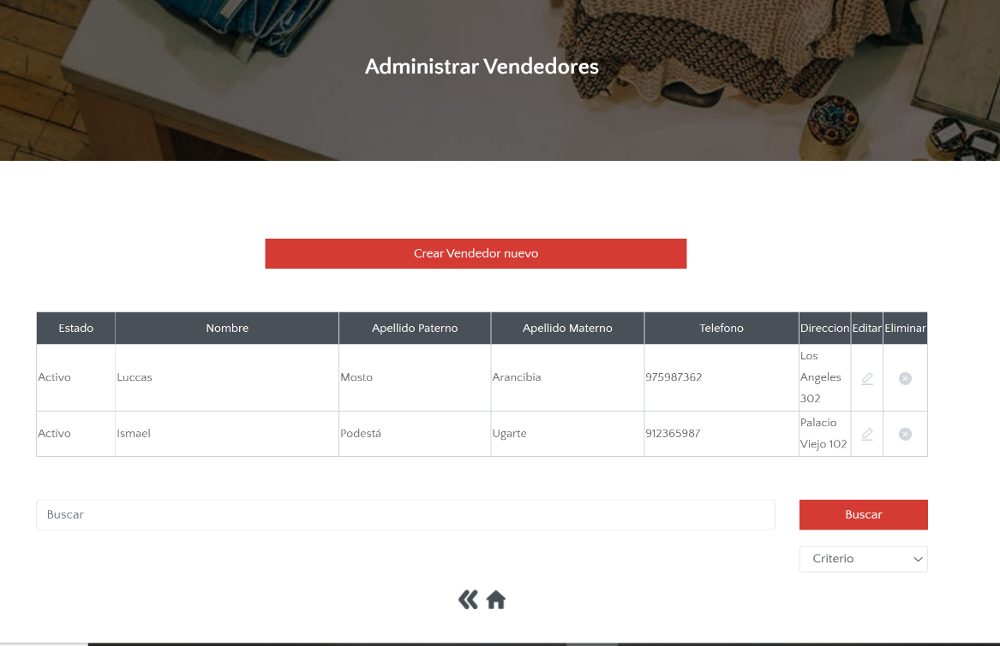 Administrar Vendedores
Crear Vendedor nuevo
Estado Nombre Apellido Paterno Apellido Materno Telefono Direccion Editar Eliminar
Activo Luccas Mosto Arancibia 975987362 Los Angeles 302
Activo Ismael Podestá Ugarte 912365987 Palacio Viejo 102
Buscar Buscar
Criterio